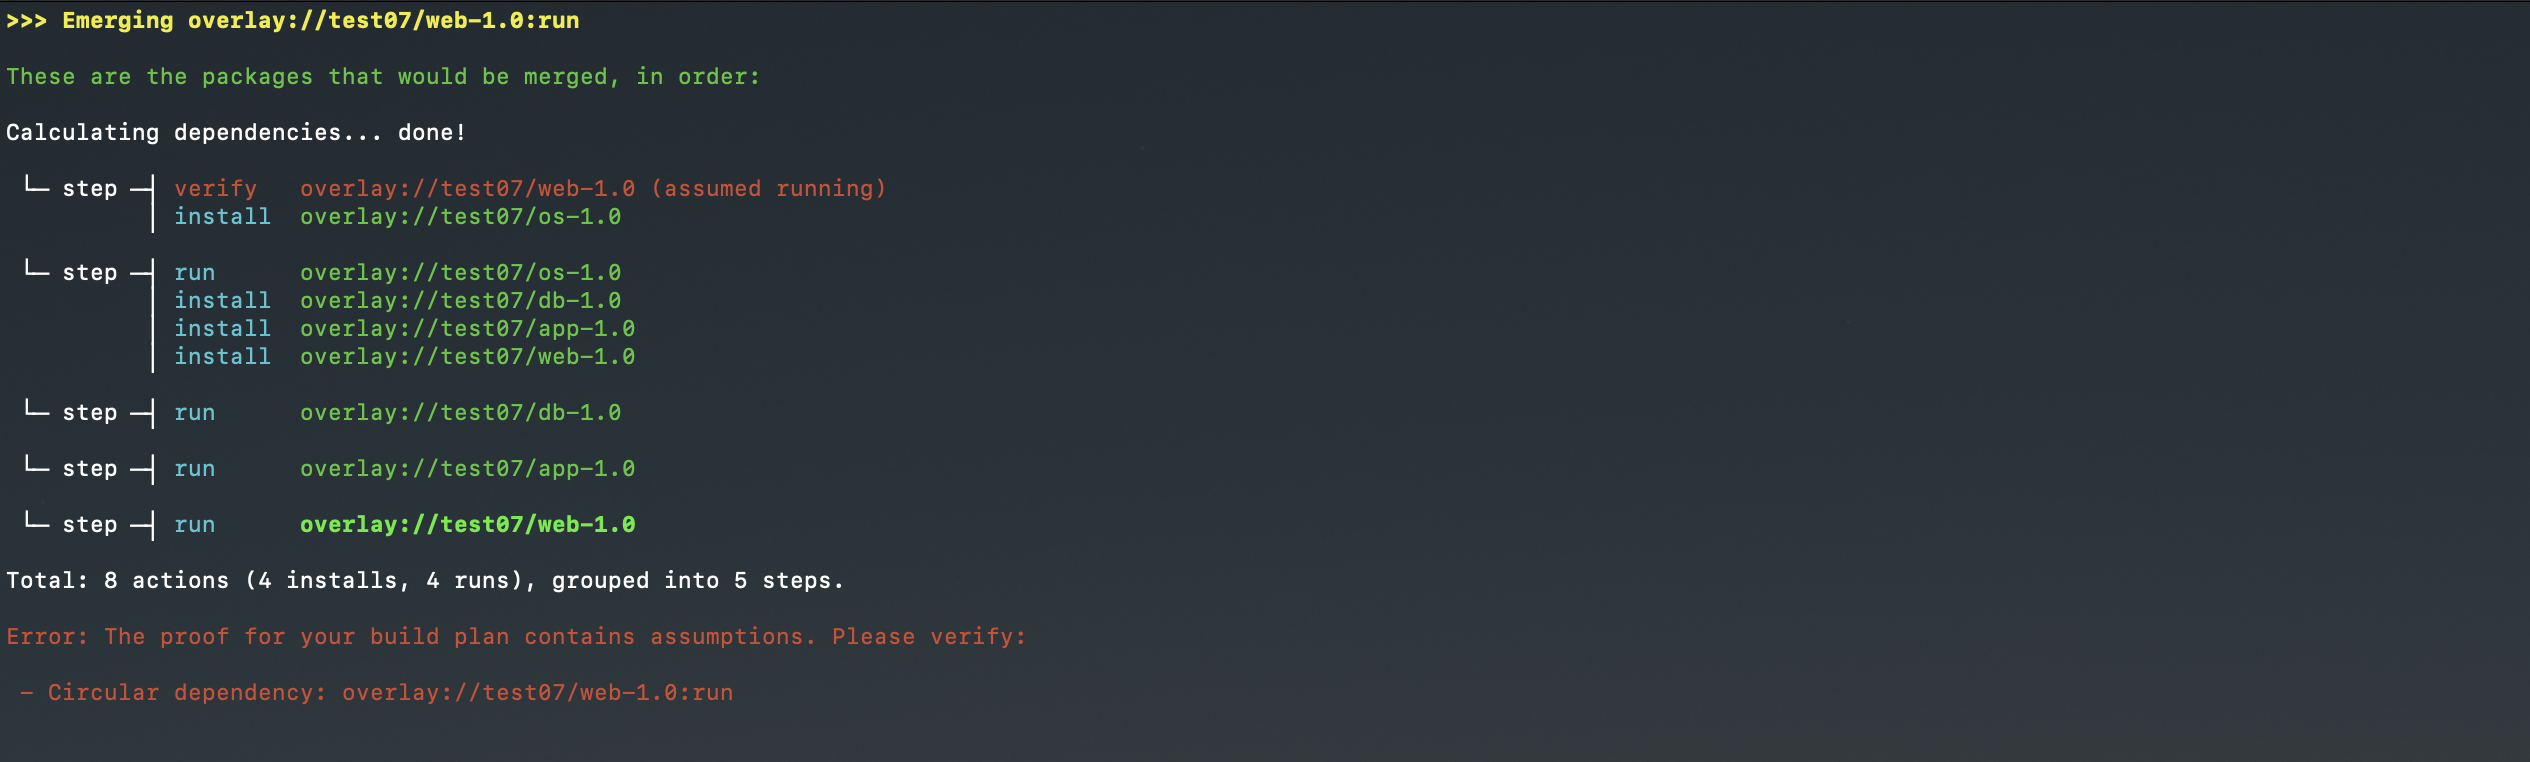 >>> Emerging overlay://test07/web-1.0:run
These are the packages that would be merged, in order:
Calculating dependencies... done!
└─ step ─┤ verify   overlay://test07/web-1.0 (assumed running)
         │ install  overlay://test07/os-1.0
└─ step ─┤ run      overlay://test07/os-1.0
         │ install  overlay://test07/db-1.0
         │ install  overlay://test07/app-1.0
         │ install  overlay://test07/web-1.0
└─ step ─┤ run      overlay://test07/db-1.0
└─ step ─┤ run      overlay://test07/app-1.0
└─ step ─┤ run      overlay://test07/web-1.0
Total: 8 actions (4 installs, 4 runs), grouped into 5 steps.
Error: The proof for your build plan contains assumptions. Please verify:
- Circular dependency: overlay://test07/web-1.0:run